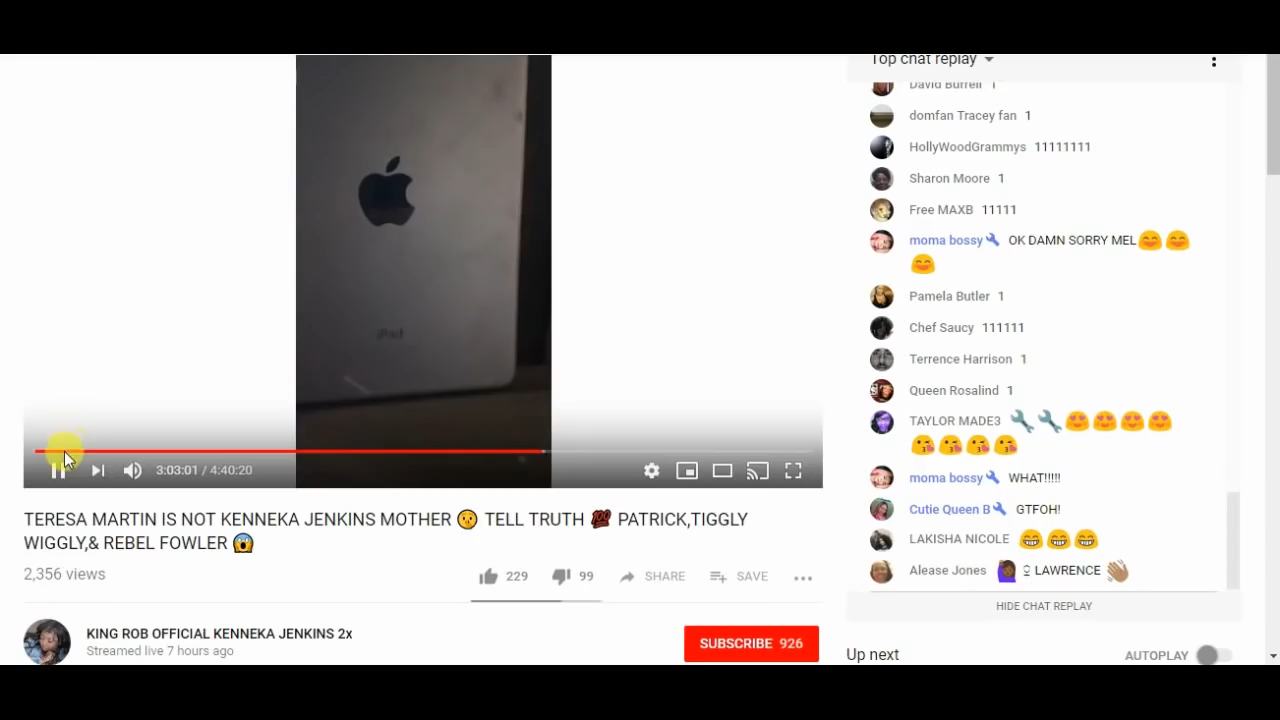 Top chat replay
David Burrell 1
domfan Tracey fan 1
HollyWoodGrammys 11111111
Sharon Moore 1
Free MAXB 11111
moma bossy OK DAMN SORRY MEL😊😊
😊
Pamela Butler 1
Chef Saucy 111111
Terrence Harrison 1
Queen Rosalind 1
TAYLOR MADE3 🔧🔧😍😍😍😍
😘😘😘😘
moma bossy WHAT!!!!!
Cutie Queen B GTFOH!
LAKISHA NICOLE 😁😁😁
Alease Jones 🙋🏾♀ LAWRENCE 👋🏽
HIDE CHAT REPLAY
Up next AUTOPLAY
iPad
3:03:01 / 4:40:20
TERESA MARTIN IS NOT KENNEKA JENKINS MOTHER 🤫 TELL TRUTH 💯 PATRICK,TIGGLY
WIGGLY,& REBEL FOWLER 😱
2,356 views
229 99 SHARE SAVE
KING ROB OFFICIAL KENNEKA JENKINS 2x
Streamed live 7 hours ago
SUBSCRIBE 926